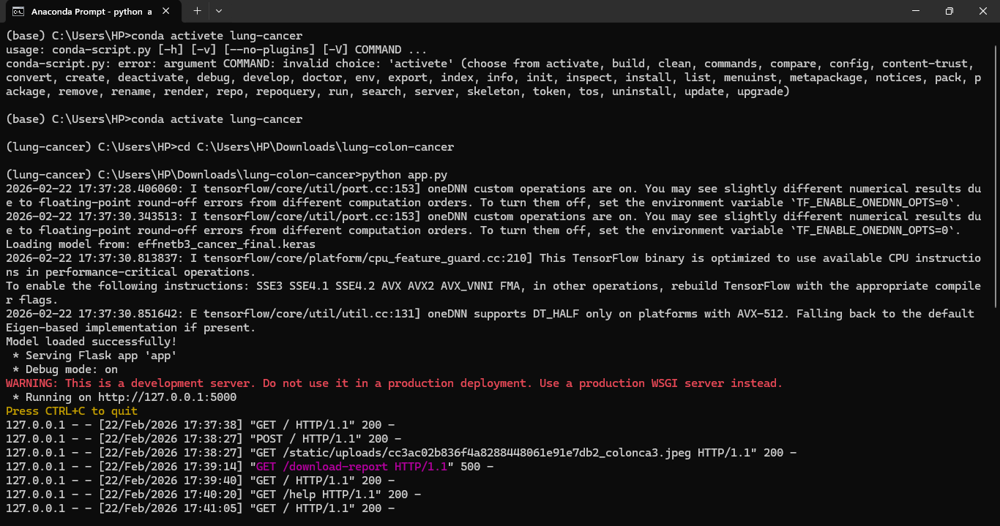 Anaconda Prompt - python a
(base) C:\Users\HP>conda activete lung-cancer
usage: conda-script.py [-h] [-v] [--no-plugins] [-V] COMMAND ...
conda-script.py: error: argument COMMAND: invalid choice: 'activete' (choose from activate, build, clean, commands, compare, config, content-trust,
convert, create, deactivate, debug, develop, doctor, env, export, index, info, init, inspect, install, list, menuinst, metapackage, notices, pack, p
ackage, remove, rename, render, repo, repoquery, run, search, server, skeleton, token, tos, uninstall, update, upgrade)
(base) C:\Users\HP>conda activate lung-cancer
(lung-cancer) C:\Users\HP>cd C:\Users\HP\Downloads\lung-colon-cancer
(lung-cancer) C:\Users\HP\Downloads\lung-colon-cancer>python app.py
2026-02-22 17:37:28.406060: I tensorflow/core/util/port.cc:153] oneDNN custom operations are on. You may see slightly different numerical results du
e to floating-point round-off errors from different computation orders. To turn them off, set the environment variable `TF_ENABLE_ONEDNN_OPTS=0`.
2026-02-22 17:37:30.343513: I tensorflow/core/util/port.cc:153] oneDNN custom operations are on. You may see slightly different numerical results du
e to floating-point round-off errors from different computation orders. To turn them off, set the environment variable `TF_ENABLE_ONEDNN_OPTS=0`.
Loading model from: effnetb3_cancer_final.keras
2026-02-22 17:37:30.813837: I tensorflow/core/platform/cpu_feature_guard.cc:210] This TensorFlow binary is optimized to use available CPU instructio
ns in performance-critical operations.
To enable the following instructions: SSE3 SSE4.1 SSE4.2 AVX AVX2 AVX_VNNI FMA, in other operations, rebuild TensorFlow with the appropriate compile
r flags.
2026-02-22 17:37:30.851642: E tensorflow/core/util/util.cc:131] oneDNN supports DT_HALF only on platforms with AVX-512. Falling back to the default
Eigen-based implementation if present.
Model loaded successfully!
* Serving Flask app 'app'
* Debug mode: on
WARNING: This is a development server. Do not use it in a production deployment. Use a production WSGI server instead.
* Running on http://127.0.0.1:5000
Press CTRL+C to quit
127.0.0.1 - - [22/Feb/2026 17:37:38] "GET / HTTP/1.1" 200 -
127.0.0.1 - - [22/Feb/2026 17:38:27] "POST / HTTP/1.1" 200 -
127.0.0.1 - - [22/Feb/2026 17:38:27] "GET /static/uploads/cc3ac02b836f4a8288448061e91e7db2_colonca3.jpeg HTTP/1.1" 200 -
127.0.0.1 - - [22/Feb/2026 17:39:14] "GET /download-report HTTP/1.1" 500 -
127.0.0.1 - - [22/Feb/2026 17:39:40] "GET / HTTP/1.1" 200 -
127.0.0.1 - - [22/Feb/2026 17:40:20] "GET /help HTTP/1.1" 200 -
127.0.0.1 - - [22/Feb/2026 17:41:05] "GET / HTTP/1.1" 200 -